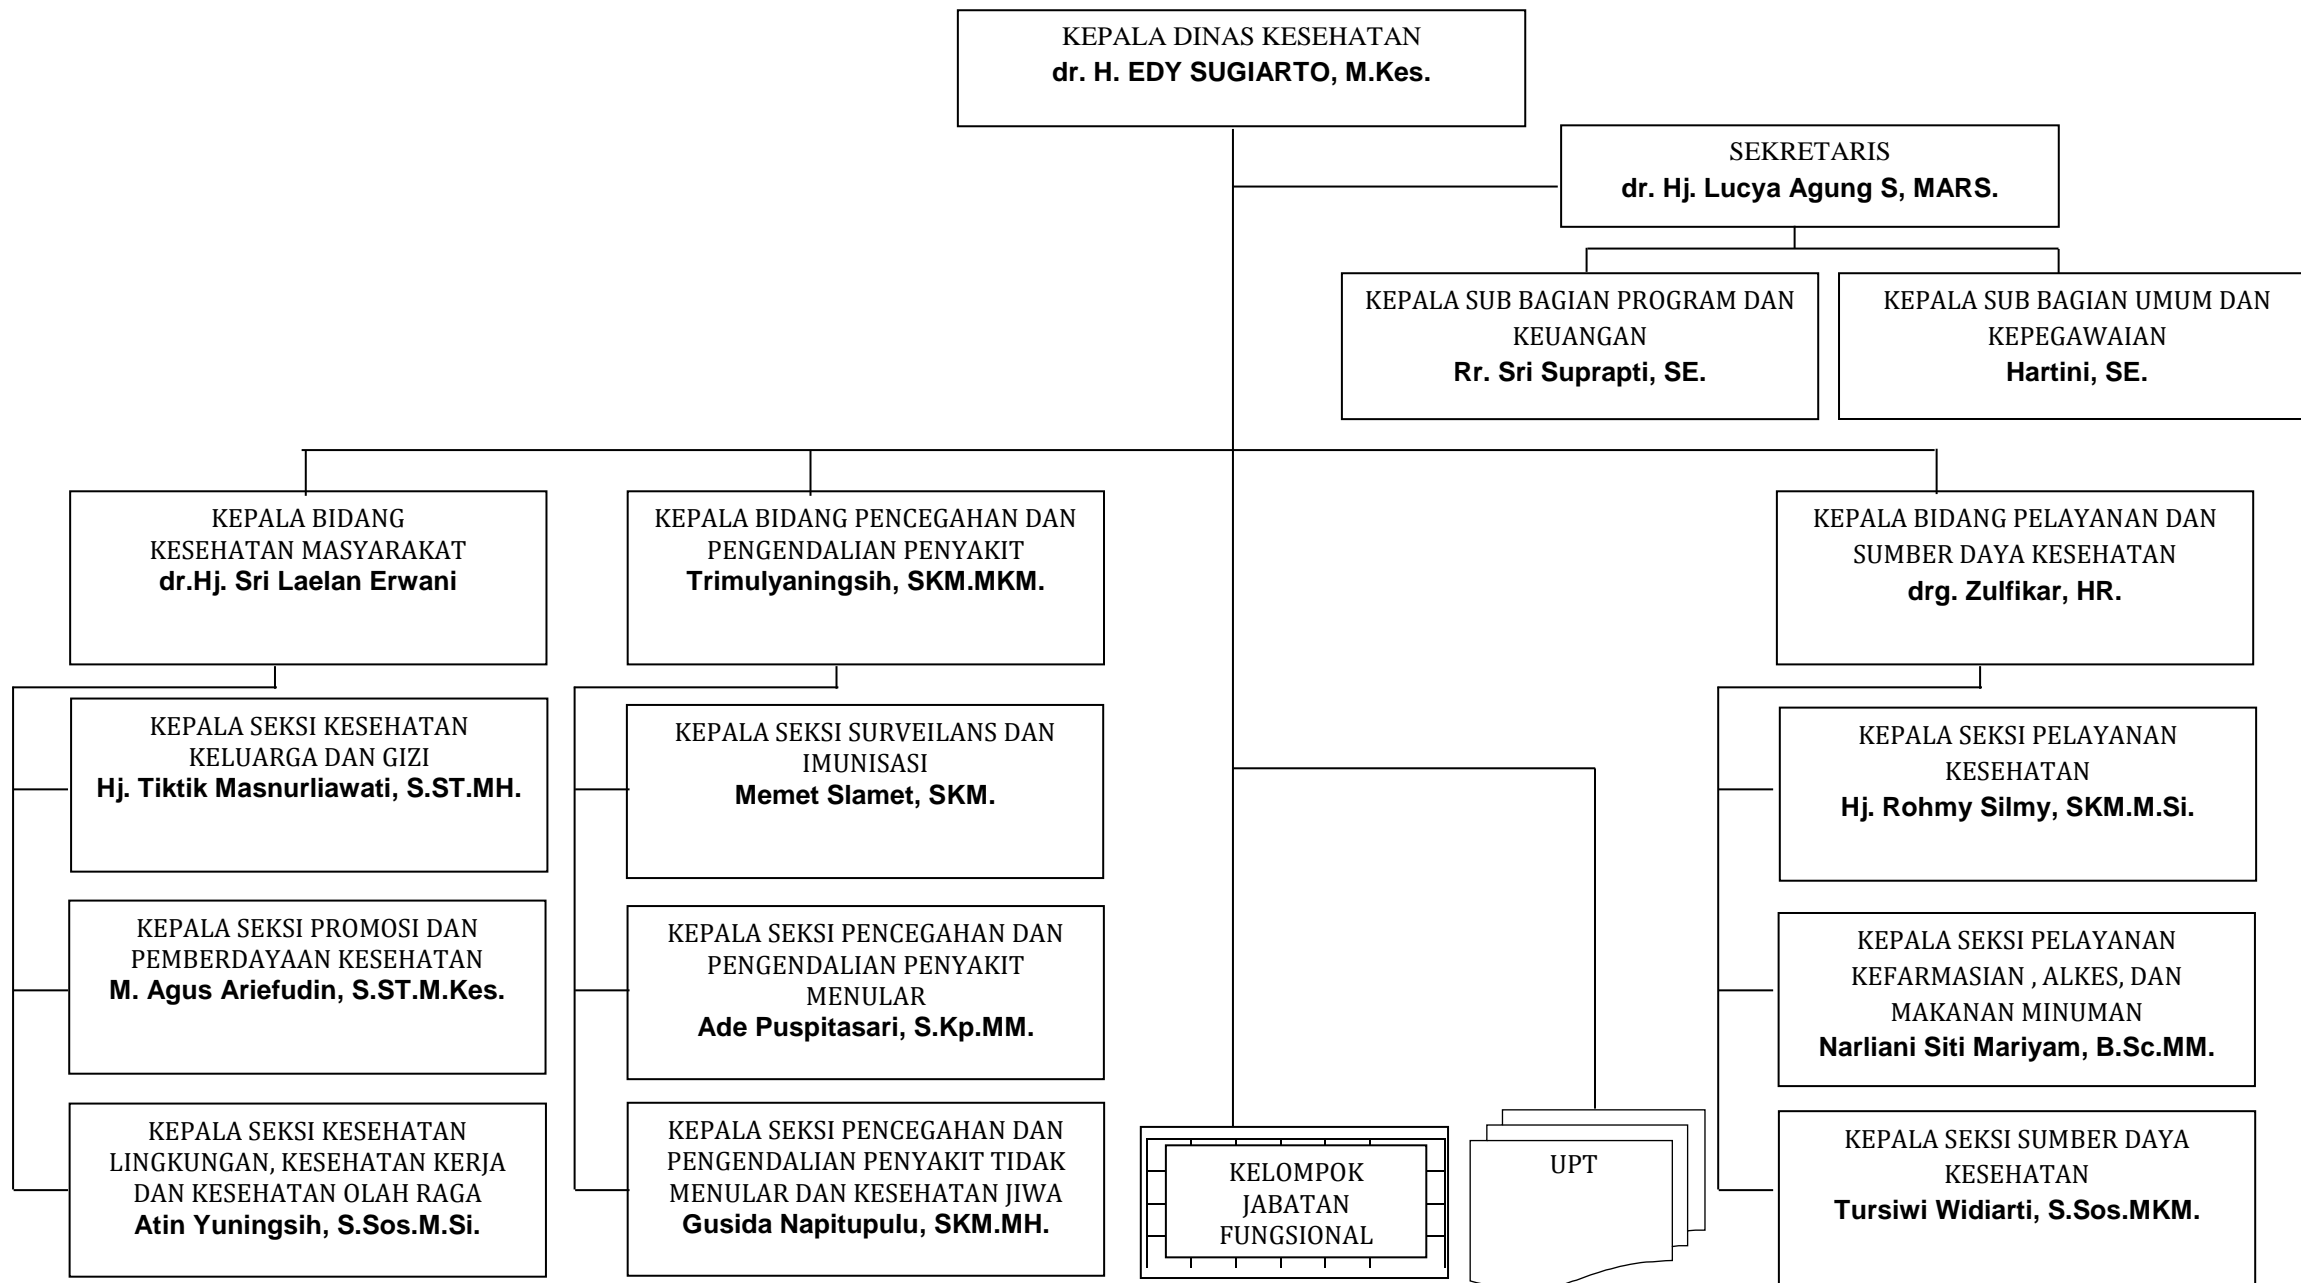 KEPALA DINAS KESEHATAN
dr. H. EDY SUGIARTO, M.Kes.
SEKRETARIS
dr. Hj. Lucya Agung S, MARS.
KEPALA SUB BAGIAN PROGRAM DAN
KEUANGAN
Rr. Sri Suprapti, SE.
KEPALA SUB BAGIAN UMUM DAN
KEPEGAWAIAN
Hartini, SE.
KEPALA BIDANG
KESEHATAN MASYARAKAT
dr.Hj. Sri Laelan Erwani
KEPALA BIDANG PENCEGAHAN DAN
PENGENDALIAN PENYAKIT
Trimulyaningsih, SKM.MKM.
KEPALA BIDANG PELAYANAN DAN
SUMBER DAYA KESEHATAN
drg. Zulfikar, HR.
KEPALA SEKSI KESEHATAN
KELUARGA DAN GIZI
Hj. Tiktik Masnurliawati, S.ST.MH.
KEPALA SEKSI SURVEILANS DAN
IMUNISASI
Memet Slamet, SKM.
KEPALA SEKSI PELAYANAN
KESEHATAN
Hj. Rohmy Silmy, SKM.M.Si.
KEPALA SEKSI PROMOSI DAN
PEMBERDAYAAN KESEHATAN
M. Agus Ariefudin, S.ST.M.Kes.
KEPALA SEKSI PENCEGAHAN DAN
PENGENDALIAN PENYAKIT
MENULAR
Ade Puspitasari, S.Kp.MM.
KEPALA SEKSI PELAYANAN
KEFARMASIAN , ALKES, DAN
MAKANAN MINUMAN
Narliani Siti Mariyam, B.Sc.MM.
KEPALA SEKSI KESEHATAN
LINGKUNGAN, KESEHATAN KERJA
DAN KESEHATAN OLAH RAGA
Atin Yuningsih, S.Sos.M.Si.
KEPALA SEKSI PENCEGAHAN DAN
PENGENDALIAN PENYAKIT TIDAK
MENULAR DAN KESEHATAN JIWA
Gusida Napitupulu, SKM.MH.
KELOMPOK
JABATAN
FUNGSIONAL
UPT
KEPALA SEKSI SUMBER DAYA
KESEHATAN
Tursiwi Widiarti, S.Sos.MKM.